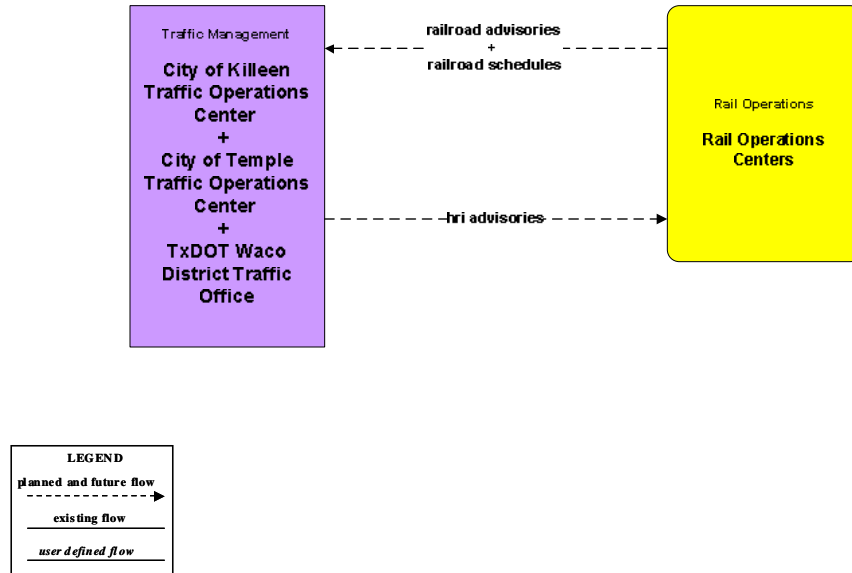 Traffic Management
City of Killeen
Traffic Operations
Center
+
City of Temple
Traffic Operations
Center
+
TxDOT Waco
District Traffic
Office
railroad advisories
+
railroad schedules
hri advisories
Rail Operations
Rail Operations
Centers
LEGEND
planned and future flow
existing flow
user defined flow